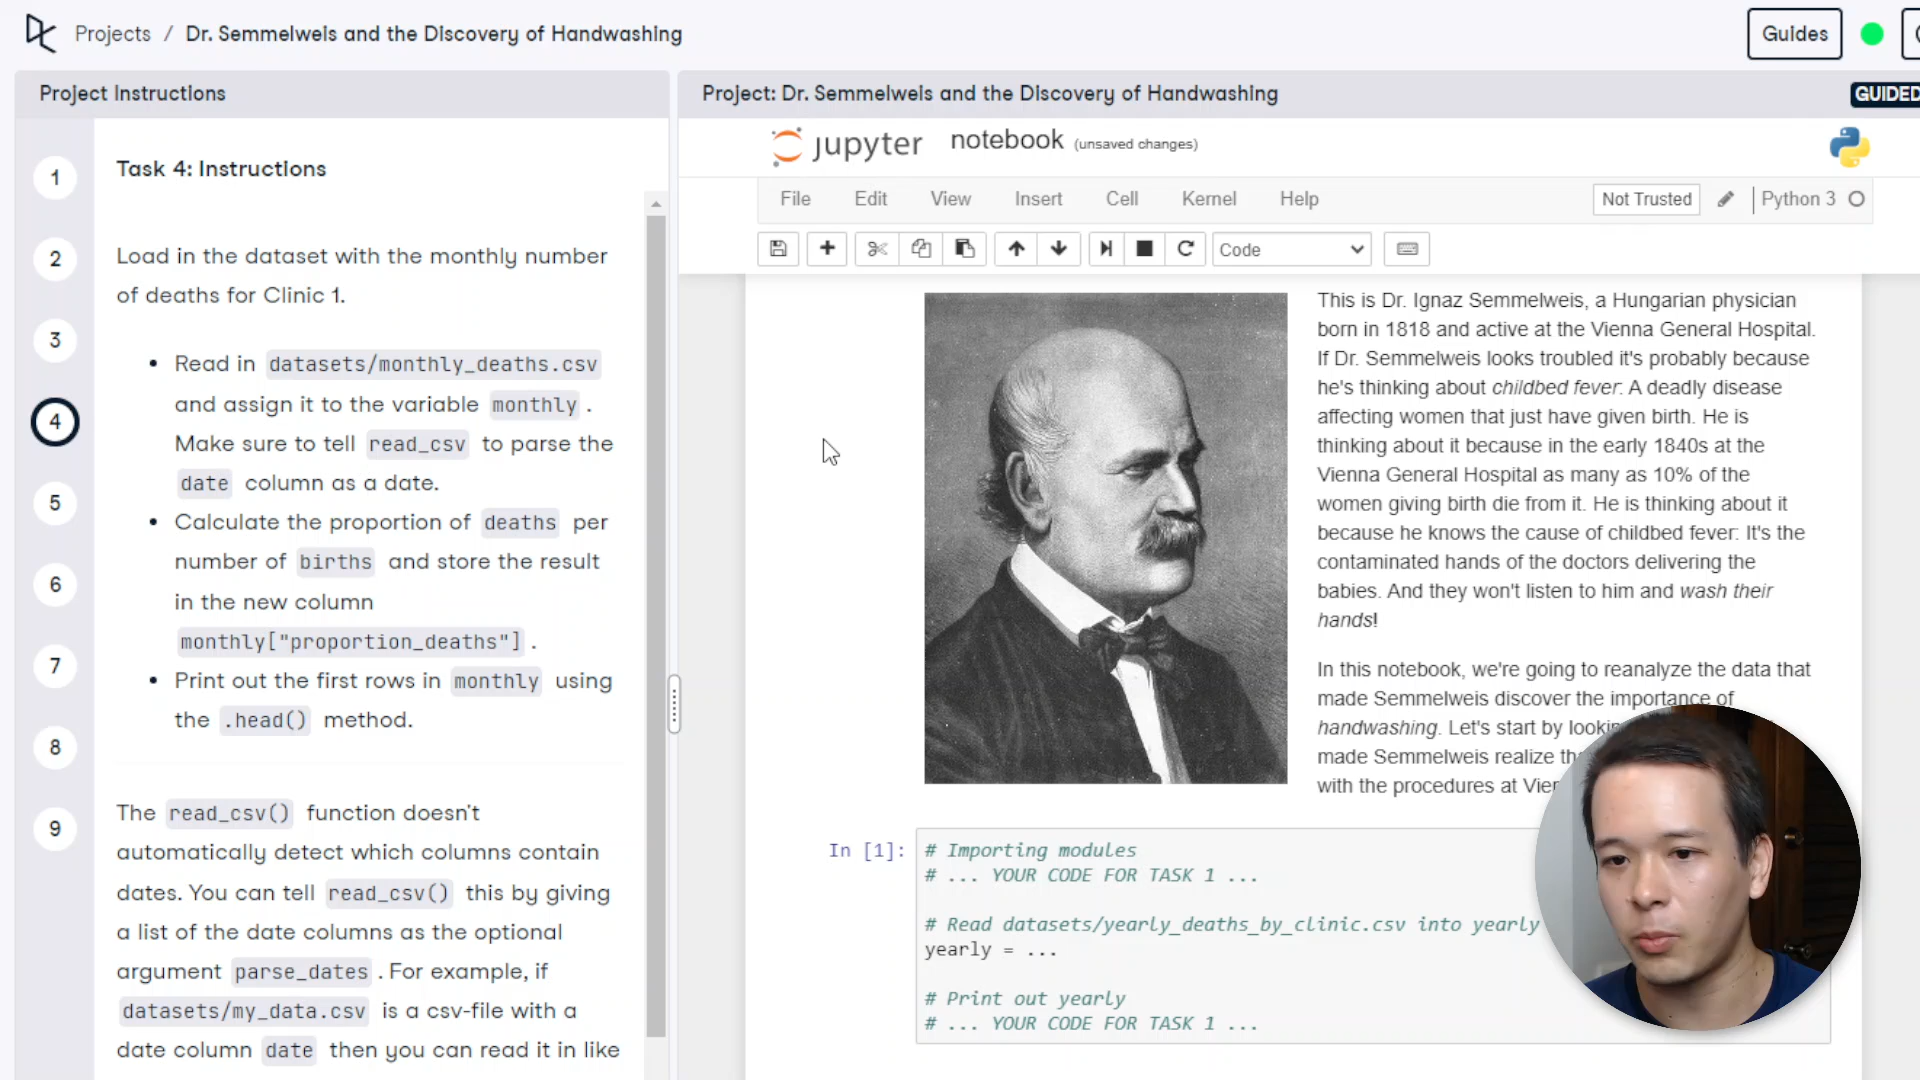 Projects / Dr. Semmelweis and the Discovery of Handwashing
Guides
Project Instructions
1
2
3
4
5
6
7
8
9
Task 4: Instructions
Load in the dataset with the monthly number
of deaths for Clinic 1.
• Read in datasets/monthly_deaths.csv
and assign it to the variable monthly .
Make sure to tell read_csv to parse the
date column as a date.
• Calculate the proportion of deaths per
number of births and store the result
in the new column
monthly["proportion_deaths"] .
• Print out the first rows in monthly using
the .head() method.
The read_csv() function doesn't
automatically detect which columns contain
dates. You can tell read_csv() this by giving
a list of the date columns as the optional
argument parse_dates . For example, if
datasets/my_data.csv is a csv-file with a
date column date then you can read it in like
Project: Dr. Semmelweis and the Discovery of Handwashing
GUIDED
jupyter notebook (unsaved changes)
File Edit View Insert Cell Kernel Help
Not Trusted
Python 3
Code
This is Dr. Ignaz Semmelweis, a Hungarian physician
born in 1818 and active at the Vienna General Hospital.
If Dr. Semmelweis looks troubled it's probably because
he's thinking about childbed fever: A deadly disease
affecting women that just have given birth. He is
thinking about it because in the early 1840s at the
Vienna General Hospital as many as 10% of the
women giving birth die from it. He is thinking about it
because he knows the cause of childbed fever: It's the
contaminated hands of the doctors delivering the
babies. And they won't listen to him and wash their
hands!
In this notebook, we're going to reanalyze the data that
made Semmelweis discover the importance of
handwashing. Let's start by
made Semmelweis realize
with the procedures at
In [1]:
# Importing modules
# ... YOUR CODE FOR TASK 1 ...
# Read datasets/yearly_deaths_by_clinic.csv into yearly
yearly = ...
# Print out yearly
# ... YOUR CODE FOR TASK 1 ...